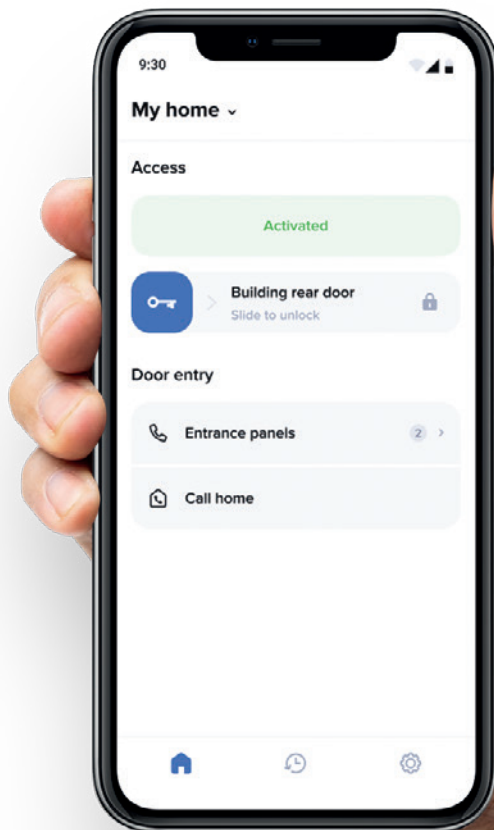 9:30
My home
Access
Activated
Building rear door
Slide to unlock
Door entry
Entrance panels 2
Call home